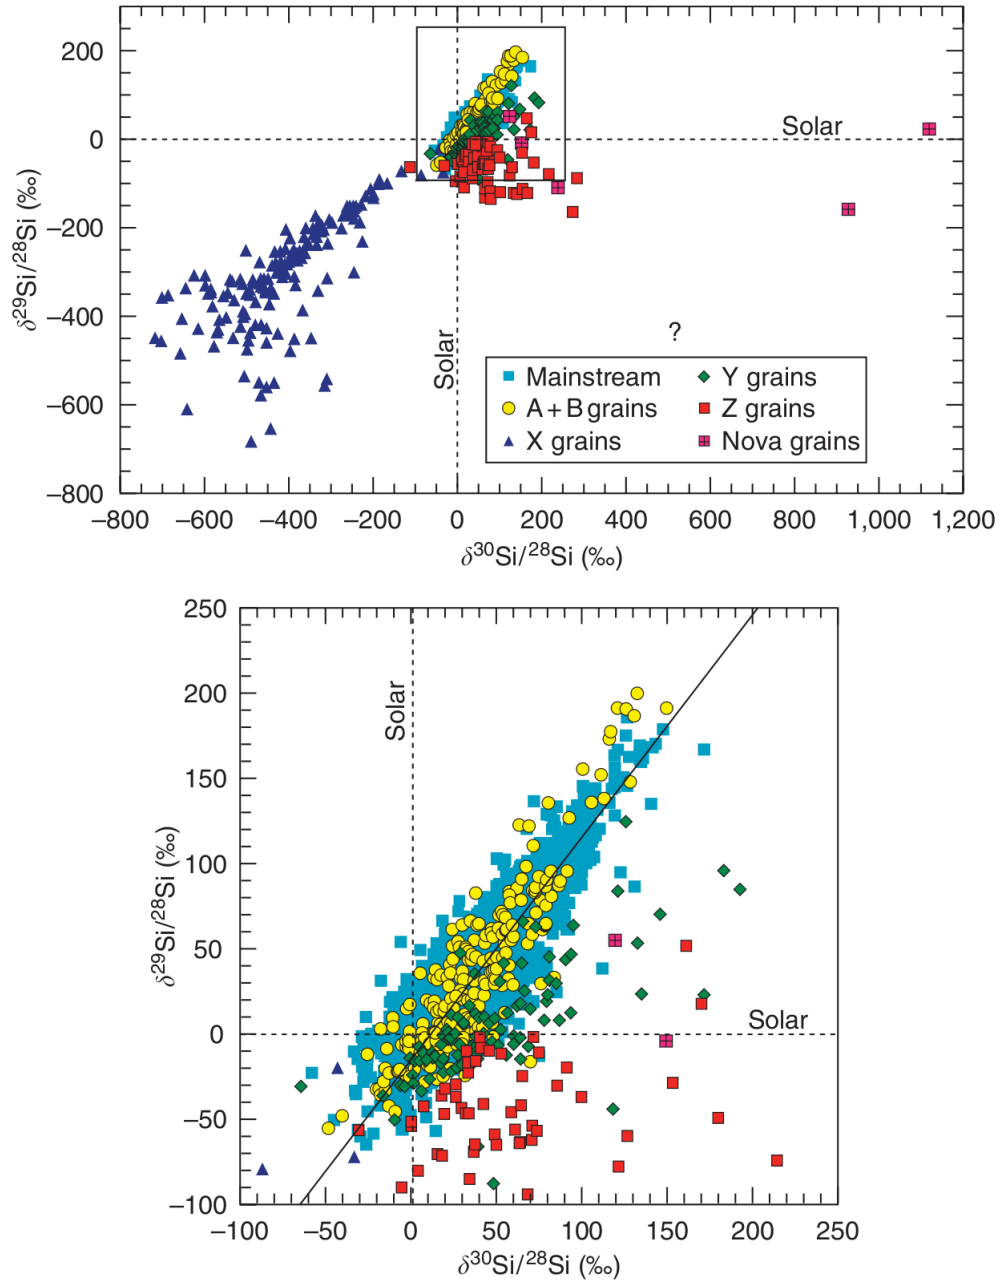 200
0
−200
−400
−600
−800
δ²⁹Si/²⁸Si (‰)
Solar
Solar
?
Mainstream
Y grains
A + B grains
Z grains
X grains
Nova grains
−800 −600 −400 −200 0 200 400 600 800 1,000 1,200
δ³⁰Si/²⁸Si (‰)
250
200
150
100
50
0
−50
−100
δ²⁹Si/²⁸Si (‰)
Solar
Solar
−100 −50 0 50 100 150 200 250
δ³⁰Si/²⁸Si (‰)